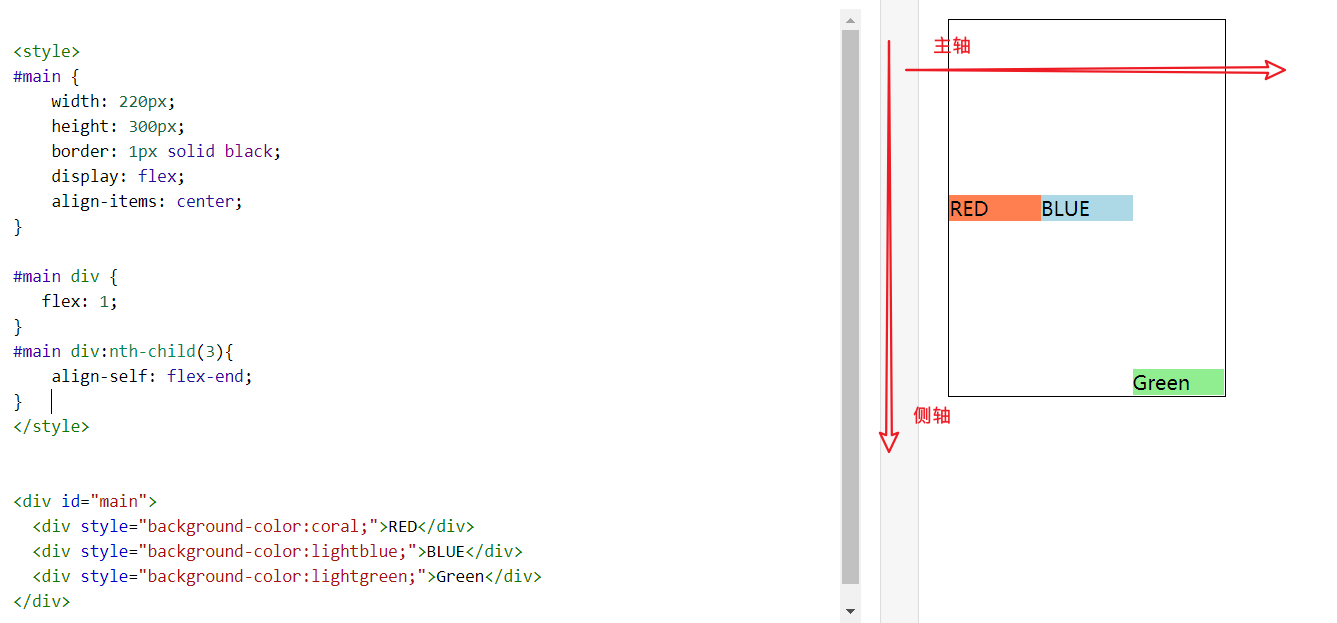 <style>
#main {
    width: 220px;
    height: 300px;
    border: 1px solid black;
    display: flex;
    align-items: center;
}
#main div {
   flex: 1;
}
#main div:nth-child(3){
    align-self: flex-end;
}
</style>
<div id="main">
  <div style="background-color:coral;">RED</div>
  <div style="background-color:lightblue;">BLUE</div>
  <div style="background-color:lightgreen;">Green</div>
</div>
主轴
RED BLUE
Green
侧轴